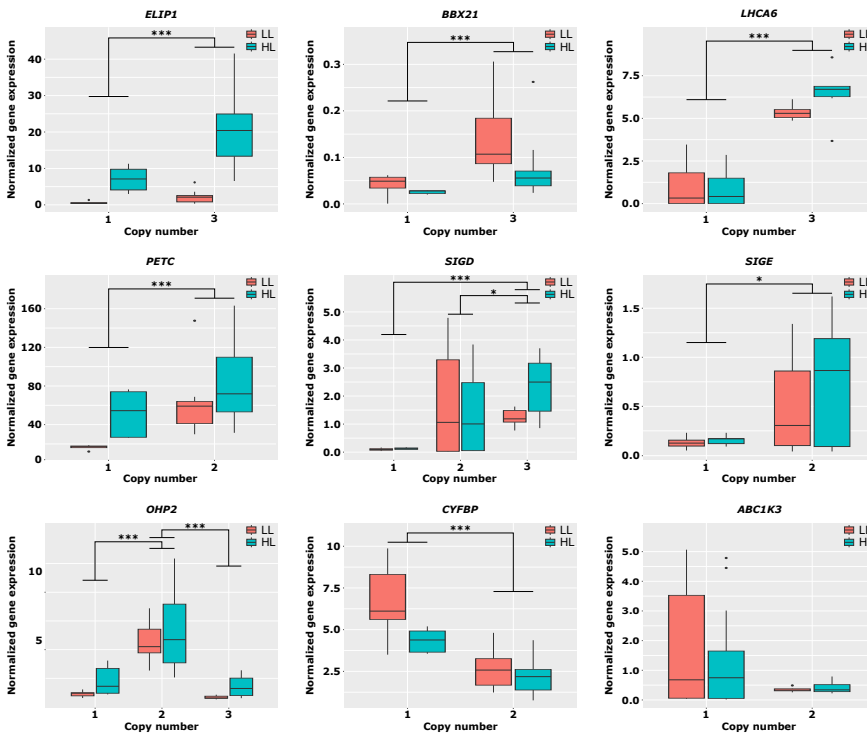 ELIP1
Normalized gene expression
40
30
20
10
0
***
LL
HL
1
3
Copy number
BBX21
Normalized gene expression
0.3
0.2
0.1
0.0
***
LL
HL
1
3
Copy number
LHCA6
Normalized gene expression
7.5
5.0
2.5
0.0
***
LL
HL
1
3
Copy number
PETC
Normalized gene expression
160
120
80
40
0
***
LL
HL
1
2
Copy number
SIGD
Normalized gene expression
5.0
4.0
3.0
2.0
1.0
0.0
***
*
LL
HL
1
2
3
Copy number
SIGE
Normalized gene expression
1.5
1.0
0.5
0.0
*
LL
HL
1
2
Copy number
OHP2
Normalized gene expression
10
5
***
***
LL
HL
1
2
3
Copy number
CYFBP
Normalized gene expression
10
7.5
5.0
2.5
***
LL
HL
1
2
Copy number
ABC1K3
Normalized gene expression
5.0
4.0
3.0
2.0
1.0
0.0
LL
HL
1
2
Copy number